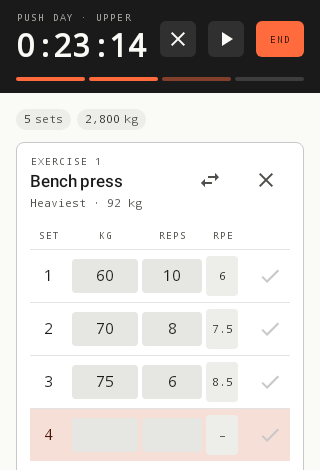 PUSH DAY · UPPER
0:23:14
END
5 sets
2,800 kg
EXERCISE 1
Bench press
Heaviest · 92 kg
SET KG REPS RPE
1 60 10 6
2 70 8 7.5
3 75 6 8.5
4 –